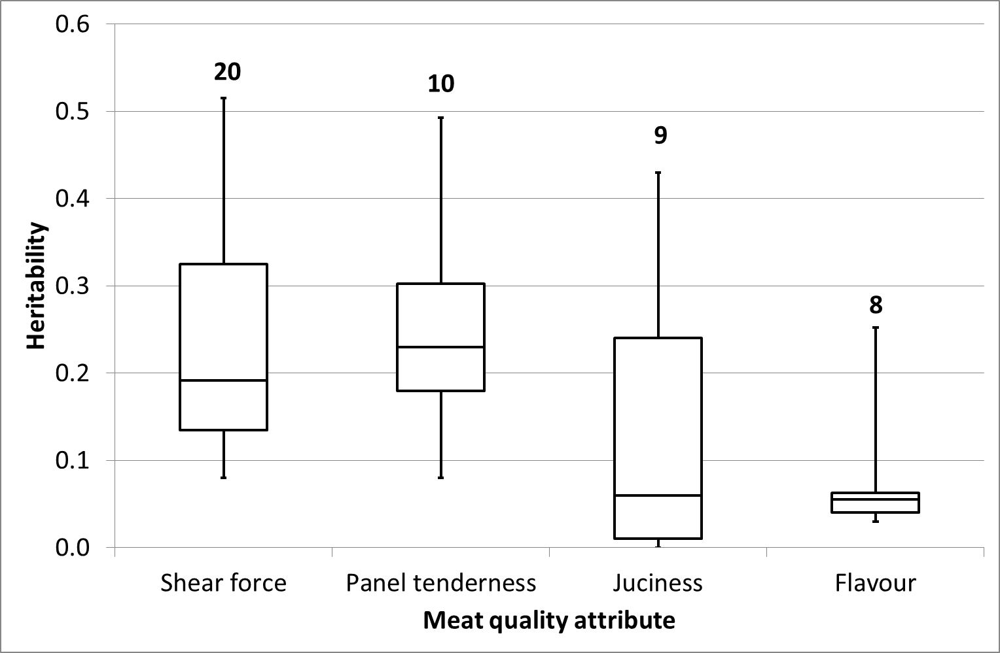 0.6
0.5
0.4
0.3
0.2
0.1
0.0
Heritability
20
10
9
8
Shear force
Panel tenderness
Juciness
Flavour
Meat quality attribute